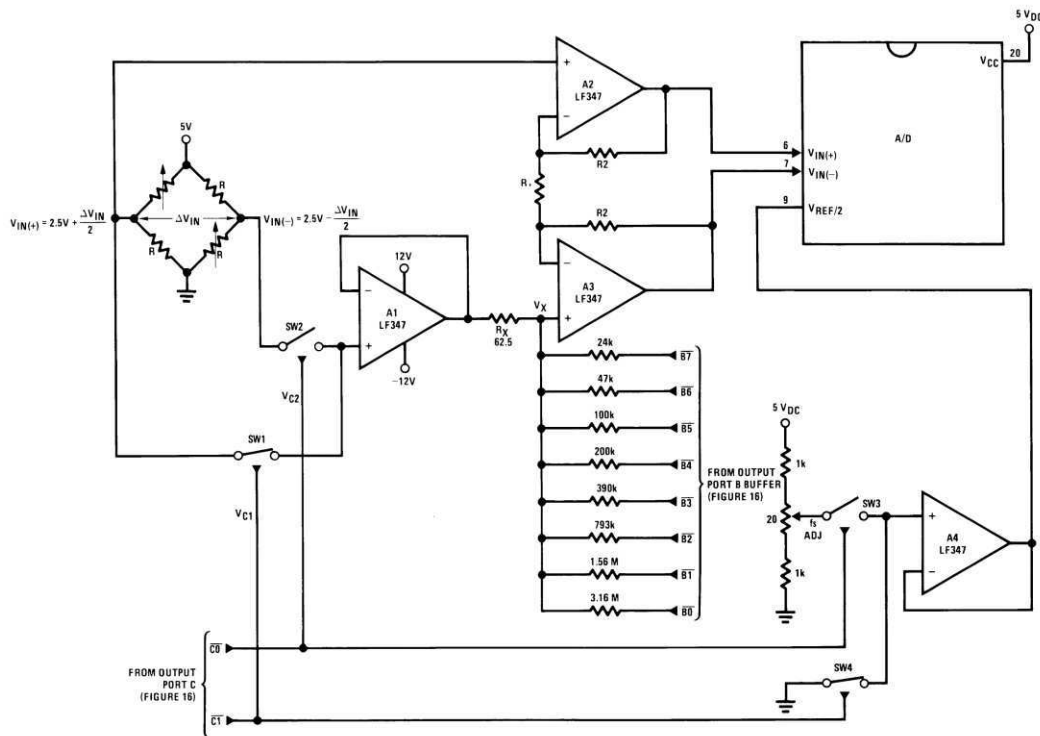 5 VDC
20
VCC
A/D
6
VIN(+)
7
VIN(−)
9
VREF/2
+
A2
LF347
−
R2
R
R2
−
A3
LF347
+
5V
R
R
R
ΔVIN
VIN(+) = 2.5V + ΔVIN/2
VIN(−) = 2.5V − ΔVIN/2
12V
−
A1
LF347
+
−12V
SW2
RX
62.5
VX
VC2
SW1
VC1
24k
B7
47k
B6
100k
B5
200k
B4
390k
B3
793k
B2
1.56 M
B1
3.16 M
B0
FROM OUTPUT
PORT B BUFFER
(FIGURE 16)
5 VDC
1k
20
fs
ADJ
1k
SW3
+
A4
LF347
−
SW4
C0
FROM OUTPUT
PORT C
(FIGURE 16)
C1